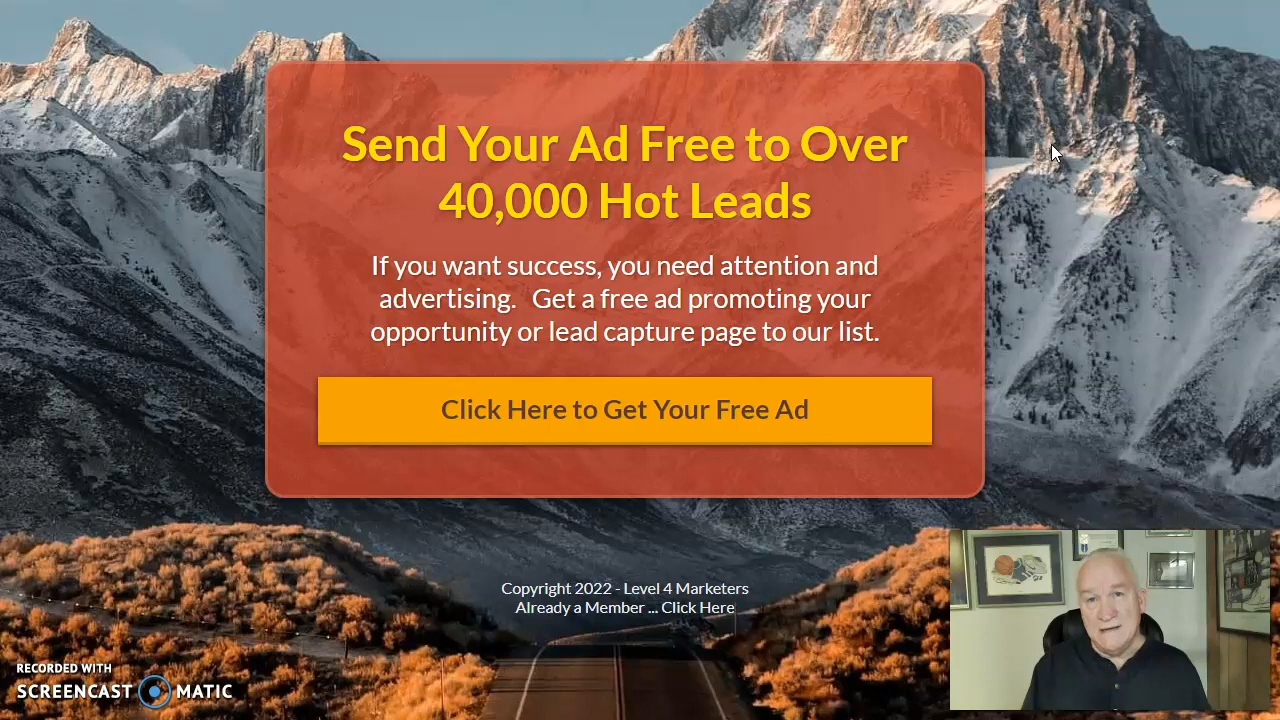 Send Your Ad Free to Over
40,000 Hot Leads
If you want success, you need attention and
advertising. Get a free ad promoting your
opportunity or lead capture page to our list.
Click Here to Get Your Free Ad
Copyright 2022 - Level 4 Marketers
Already a Member ... Click Here
RECORDED WITH
SCREENCAST MATIC